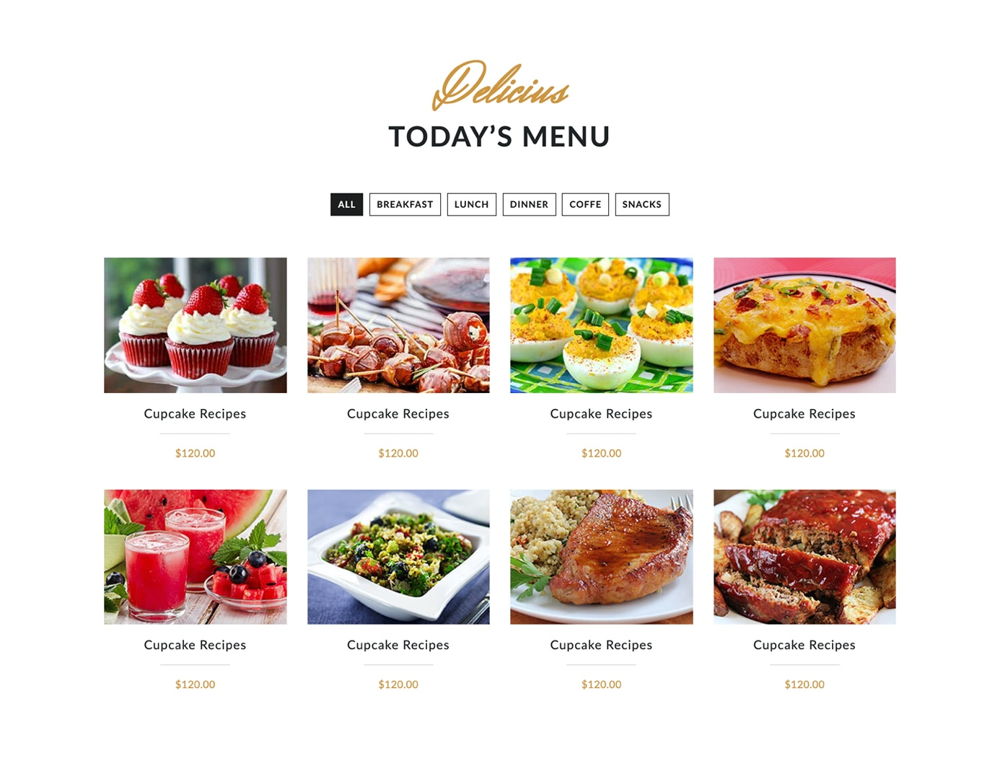 Delicius
TODAY’S MENU
ALL BREAKFAST LUNCH DINNER COFFE SNACKS
Cupcake Recipes Cupcake Recipes Cupcake Recipes Cupcake Recipes
$120.00 $120.00 $120.00 $120.00
Cupcake Recipes Cupcake Recipes Cupcake Recipes Cupcake Recipes
$120.00 $120.00 $120.00 $120.00